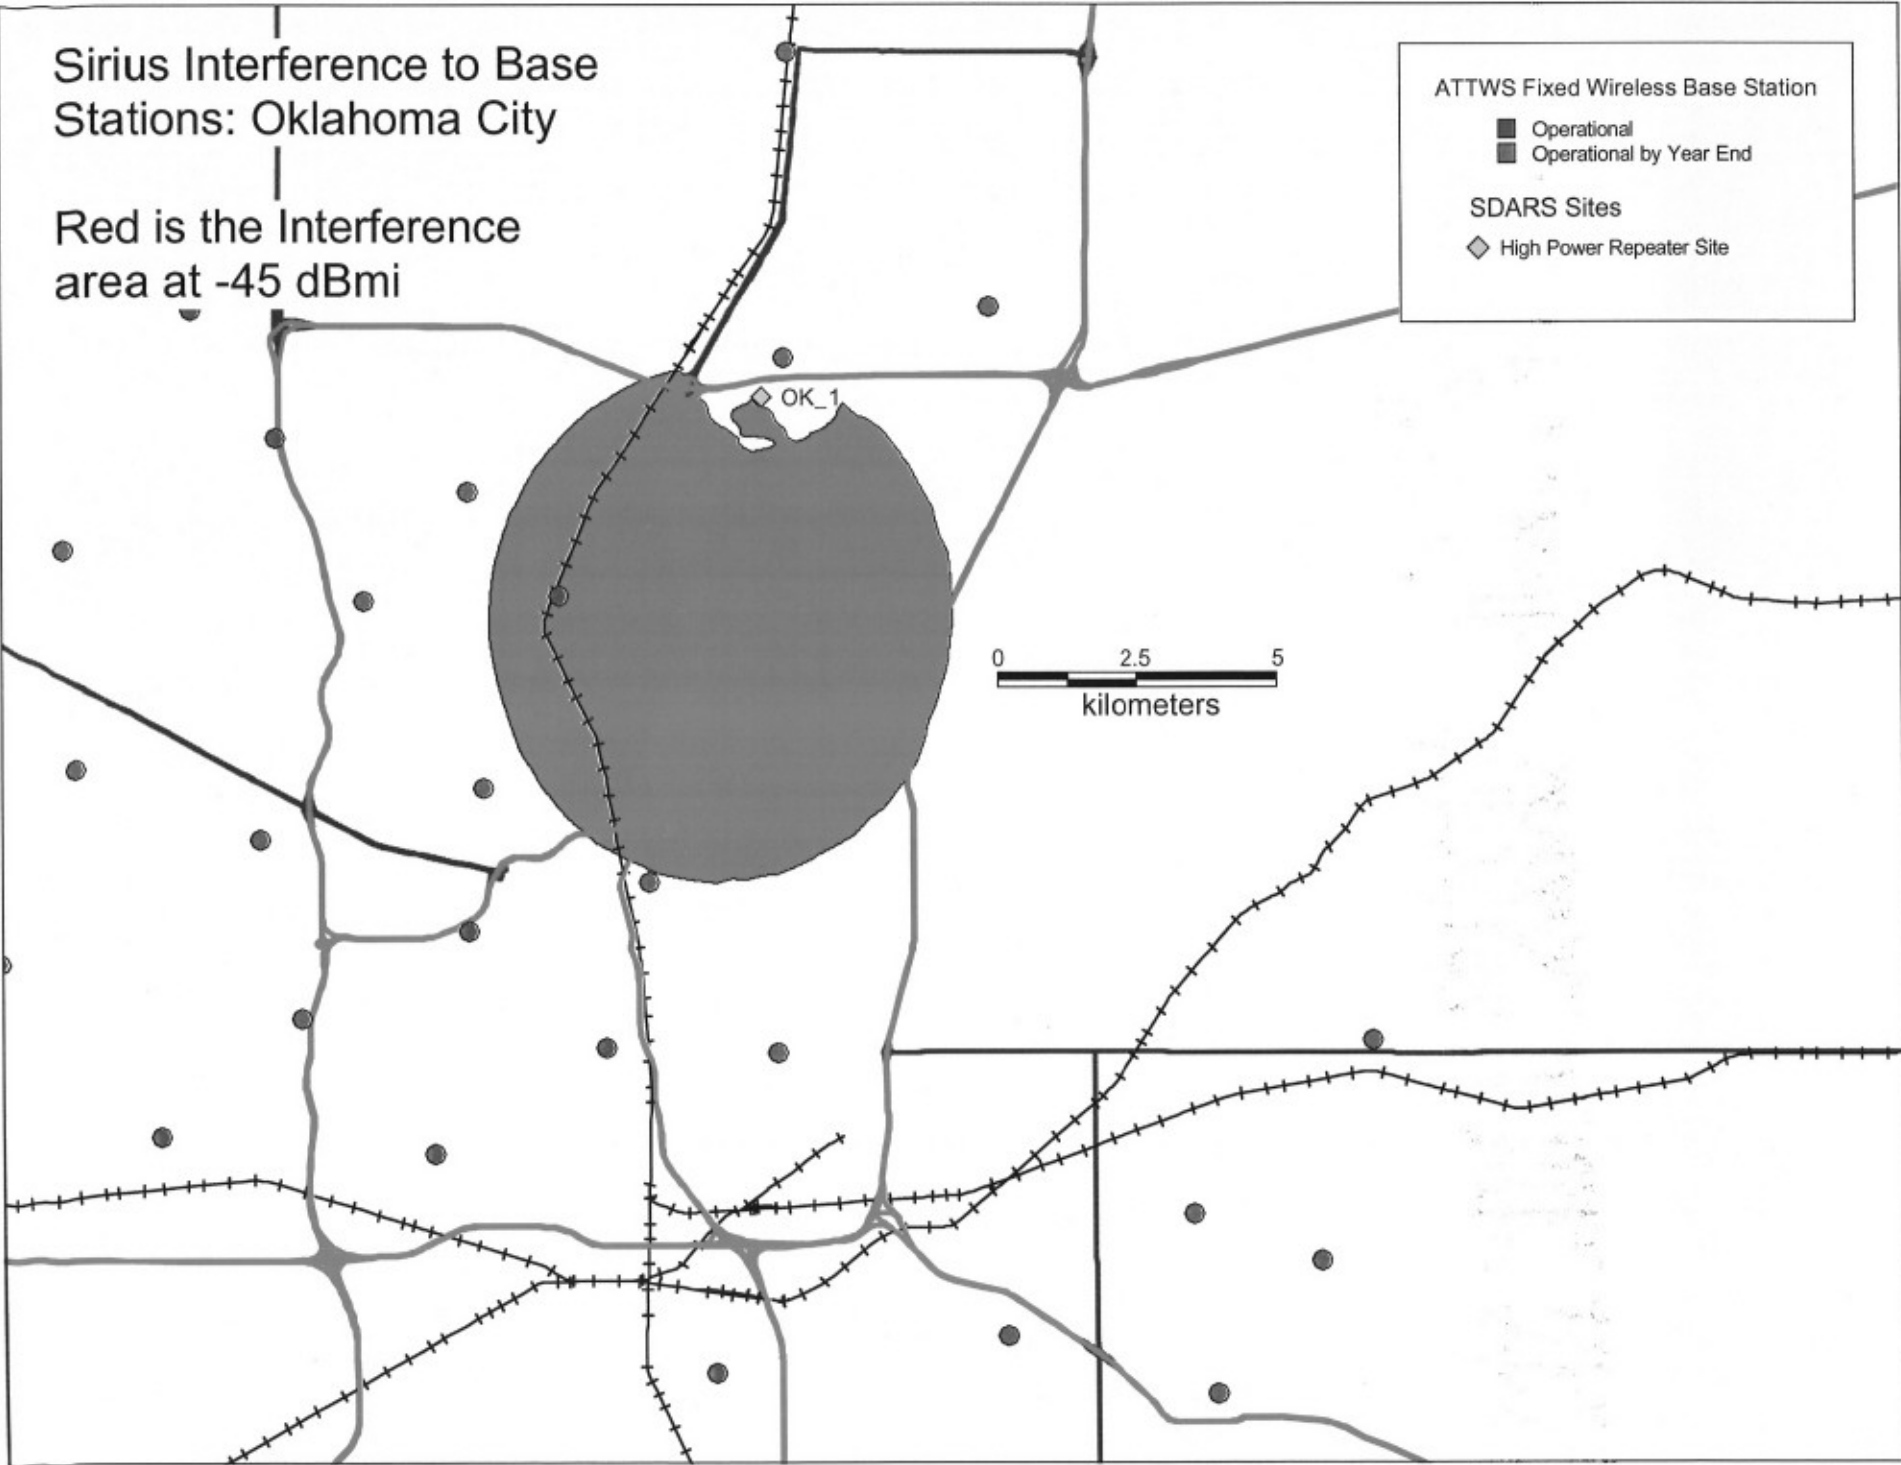 Sirius Interference to Base
Stations: Oklahoma City
Red is the Interference
area at -45 dBmi
ATTWS Fixed Wireless Base Station
Operational
Operational by Year End
SDARS Sites
High Power Repeater Site
OK_1
0 2.5 5
kilometers